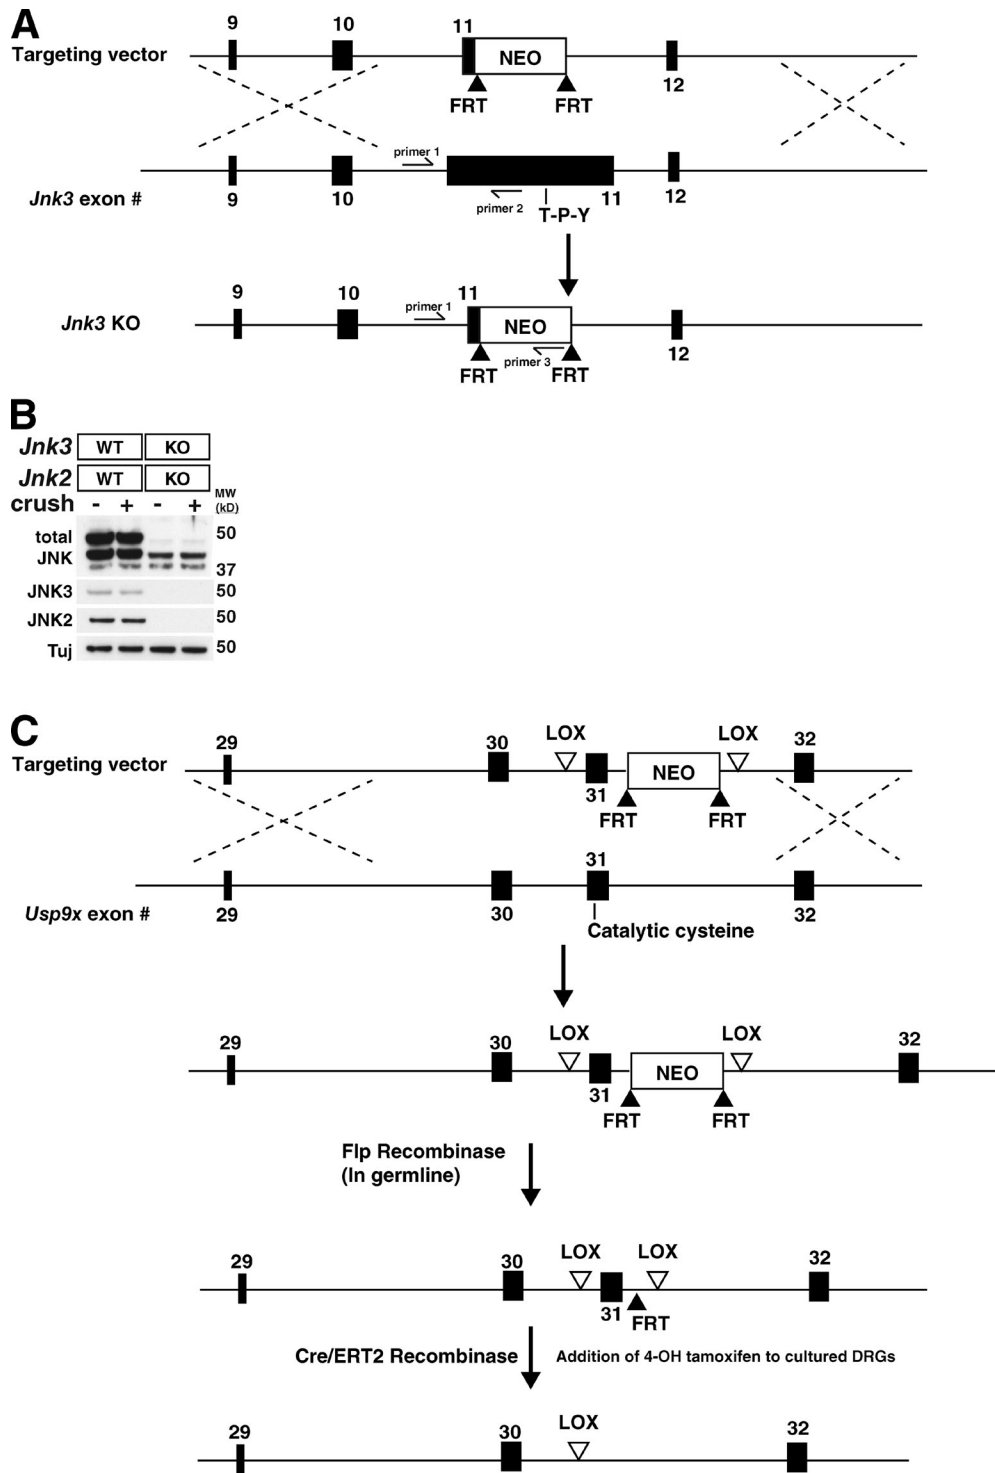 A
9 10 11
Targeting vector NEO
FRT FRT 12
primer 1
Jnk3 exon # 9 10 primer 2 T-P-Y 11 12
9 10 primer 1 11
Jnk3 KO NEO
FRT primer 3 FRT 12
B
Jnk3 WT KO
Jnk2 WT KO
crush - + - + MW (kD)
total JNK 50
37
JNK3 50
JNK2 50
Tuj 50
C
29 30 LOX LOX 32
Targeting vector NEO
31 FRT FRT
31
Usp9x exon # 29 30 32
Catalytic cysteine
29 30 LOX LOX 32
NEO
31 FRT FRT
Flp Recombinase
(In germline)
29 30 LOX LOX 32
31 FRT
Cre/ERT2 Recombinase Addition of 4-OH tamoxifen to cultured DRGs
29 30 LOX 32